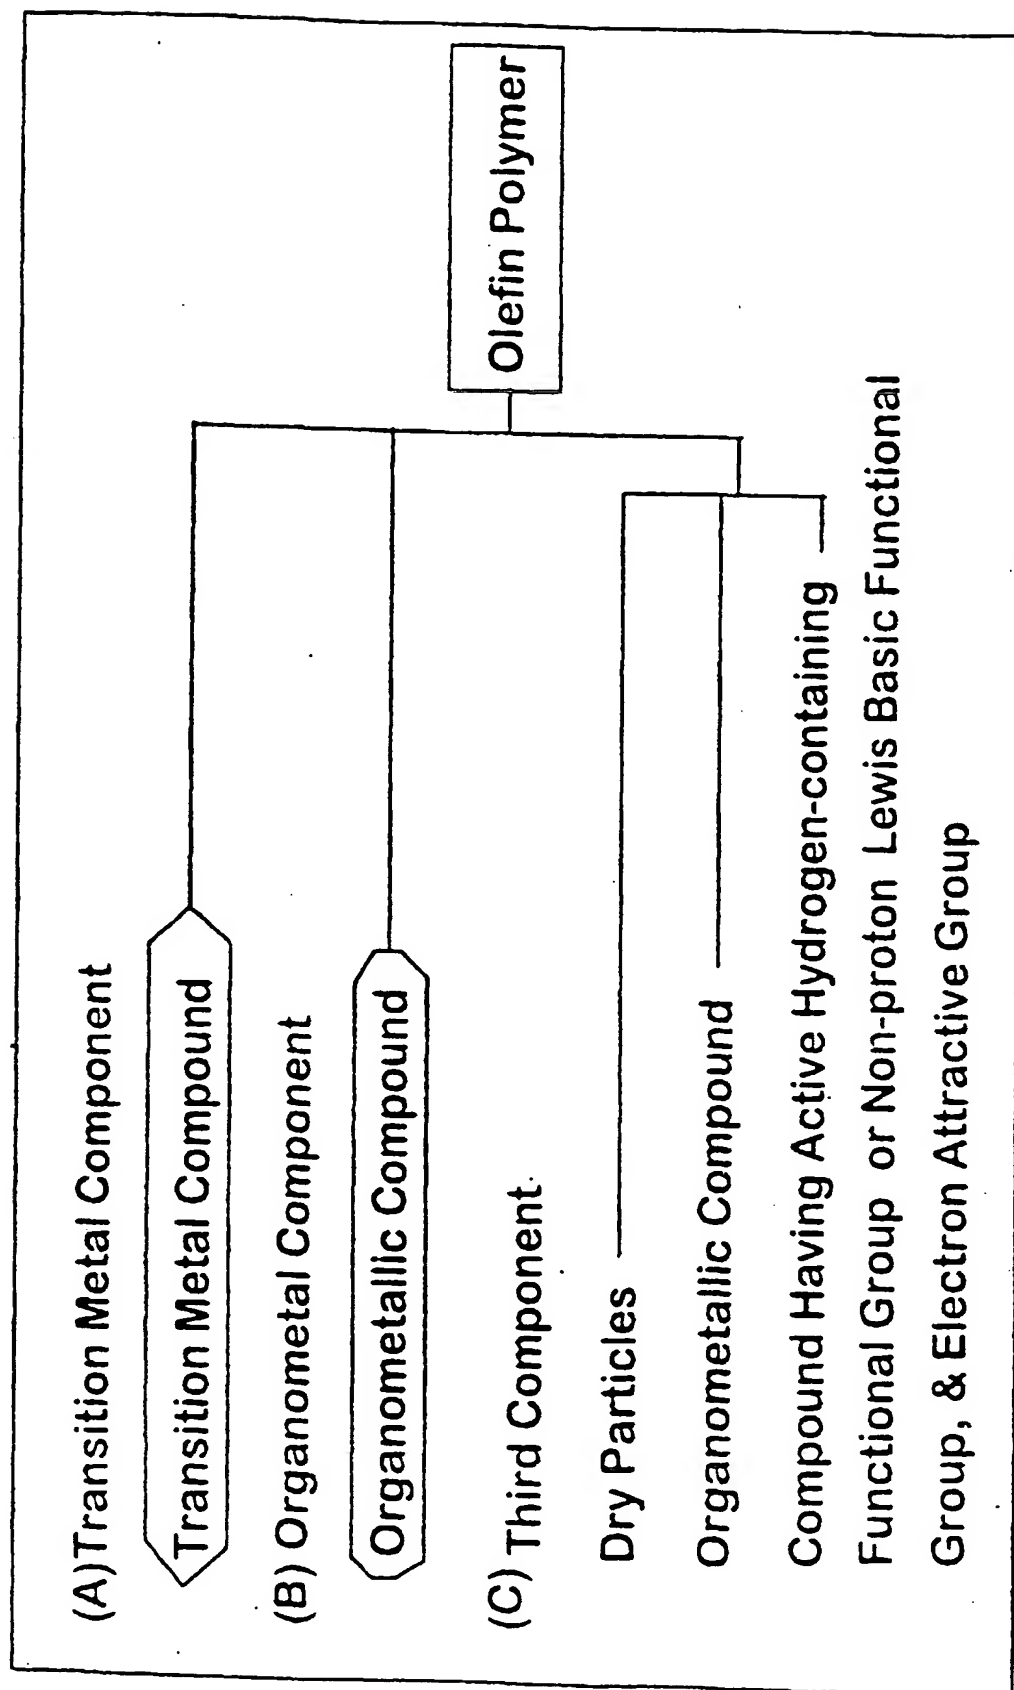 (A)Transition Metal Component
Transition Metal Compound
(B) Organometal Component
Organometallic Compound
(C) Third Component
Dry Particles
Organometallic Compound
Compound Having Active Hydrogen-containing
Functional Group or Non-proton Lewis Basic Functional
Group, & Electron Attractive Group
Olefin Polymer